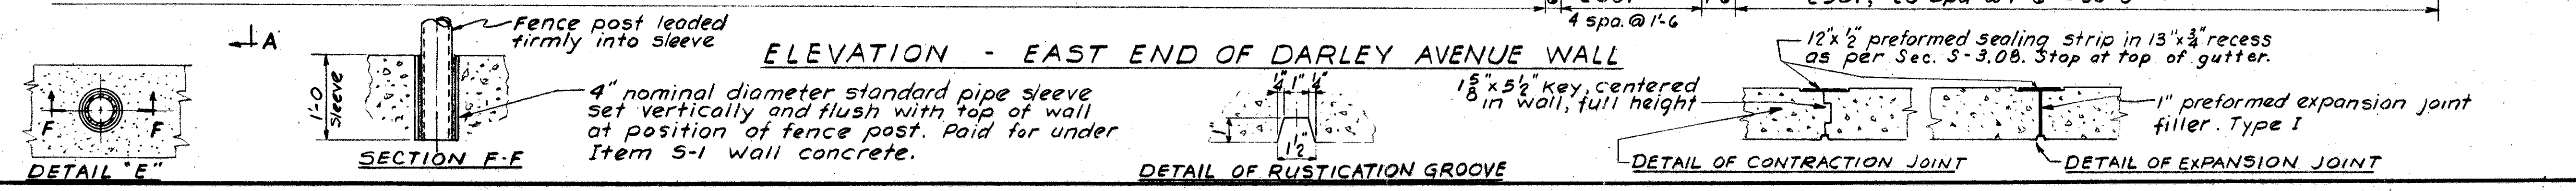 4 spa. @ 1'-6
A
Fence post leaded
firmly into sleeve
ELEVATION - EAST END OF DARLEY AVENUE WALL
12"x ½" preformed sealing strip in 13"x ¾" recess
as per Sec. S-3.08. Stop at top of gutter.
1'-0
sleeve
4" nominal diameter standard pipe sleeve
set vertically and flush with top of wall
at position of fence post. Paid for under
Item S-1 wall concrete.
F F
DETAIL "E"
SECTION F-F
¼" 1" ¼"
1"
1½"
DETAIL OF RUSTICATION GROOVE
1⅝"x 5½" key, centered
in wall, full height
1" preformed expansion joint
filler. Type I
DETAIL OF CONTRACTION JOINT
DETAIL OF EXPANSION JOINT